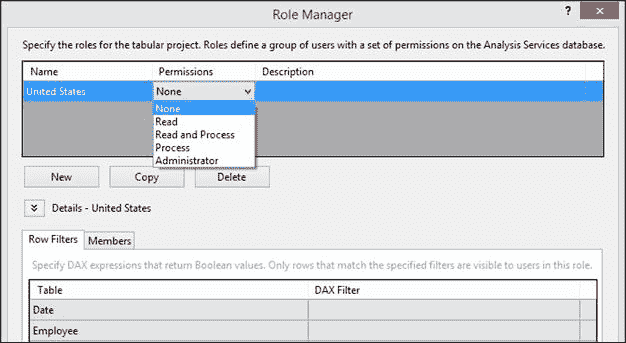 Role Manager
?
Specify the roles for the tabular project. Roles define a group of users with a set of permissions on the Analysis Services database.
Name Permissions Description
United States None
None
Read
Read and Process
Process
Administrator
New Copy Delete
Details - United States
Row Filters Members
Specify DAX expressions that return Boolean values. Only rows that match the specified filters are visible to users in this role.
Table DAX Filter
Date
Employee